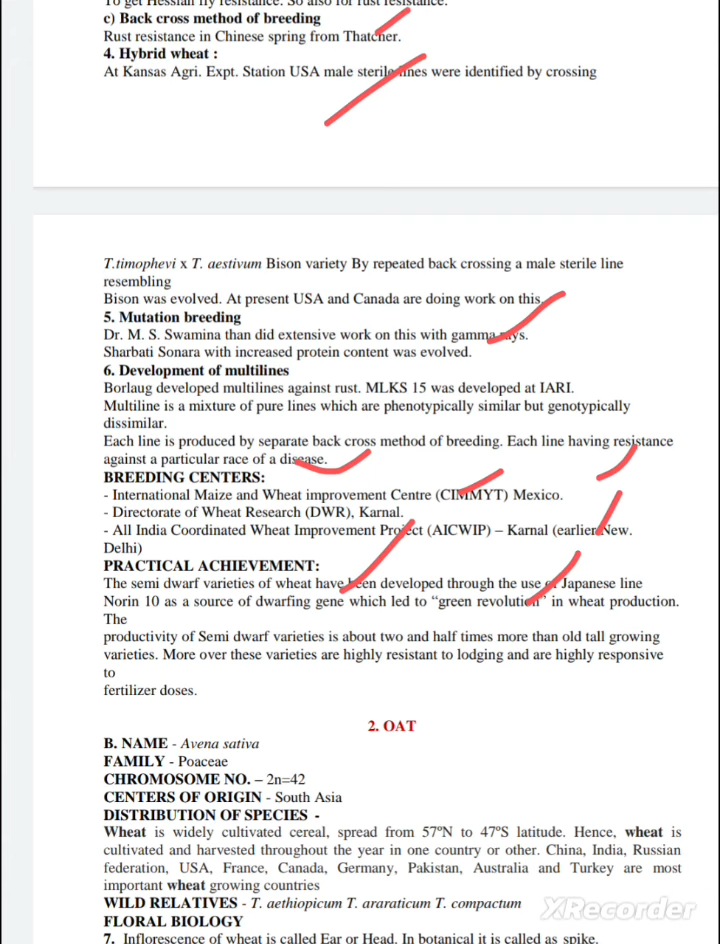 To get Hessian fly resistance. So also for rust resistance.
c) Back cross method of breeding
Rust resistance in Chinese spring from Thatcher.
4. Hybrid wheat :
At Kansas Agri. Expt. Station USA male sterile lines were identified by crossing
T.timophevi x T. aestivum Bison variety By repeated back crossing a male sterile line
resembling
Bison was evolved. At present USA and Canada are doing work on this.
5. Mutation breeding
Dr. M. S. Swamina than did extensive work on this with gamma rays.
Sharbati Sonara with increased protein content was evolved.
6. Development of multilines
Borlaug developed multilines against rust. MLKS 15 was developed at IARI.
Multiline is a mixture of pure lines which are phenotypically similar but genotypically
dissimilar.
Each line is produced by separate back cross method of breeding. Each line having resistance
against a particular race of a disease.
BREEDING CENTERS:
- International Maize and Wheat improvement Centre (CIMMYT) Mexico.
- Directorate of Wheat Research (DWR), Karnal.
- All India Coordinated Wheat Improvement Project (AICWIP) – Karnal (earlier New.
Delhi)
PRACTICAL ACHIEVEMENT:
The semi dwarf varieties of wheat have been developed through the use of Japanese line
Norin 10 as a source of dwarfing gene which led to “green revolution” in wheat production.
The
productivity of Semi dwarf varieties is about two and half times more than old tall growing
varieties. More over these varieties are highly resistant to lodging and are highly responsive
to
fertilizer doses.
2. OAT
B. NAME - Avena sativa
FAMILY - Poaceae
CHROMOSOME NO. – 2n=42
CENTERS OF ORIGIN - South Asia
DISTRIBUTION OF SPECIES -
Wheat is widely cultivated cereal, spread from 57ºN to 47ºS latitude. Hence, wheat is
cultivated and harvested throughout the year in one country or other. China, India, Russian
federation, USA, France, Canada, Germany, Pakistan, Australia and Turkey are most
important wheat growing countries
WILD RELATIVES - T. aethiopicum T. araraticum T. compactum
XRecorder
FLORAL BIOLOGY
7. Inflorescence of wheat is called Ear or Head. In botanical it is called as spike.